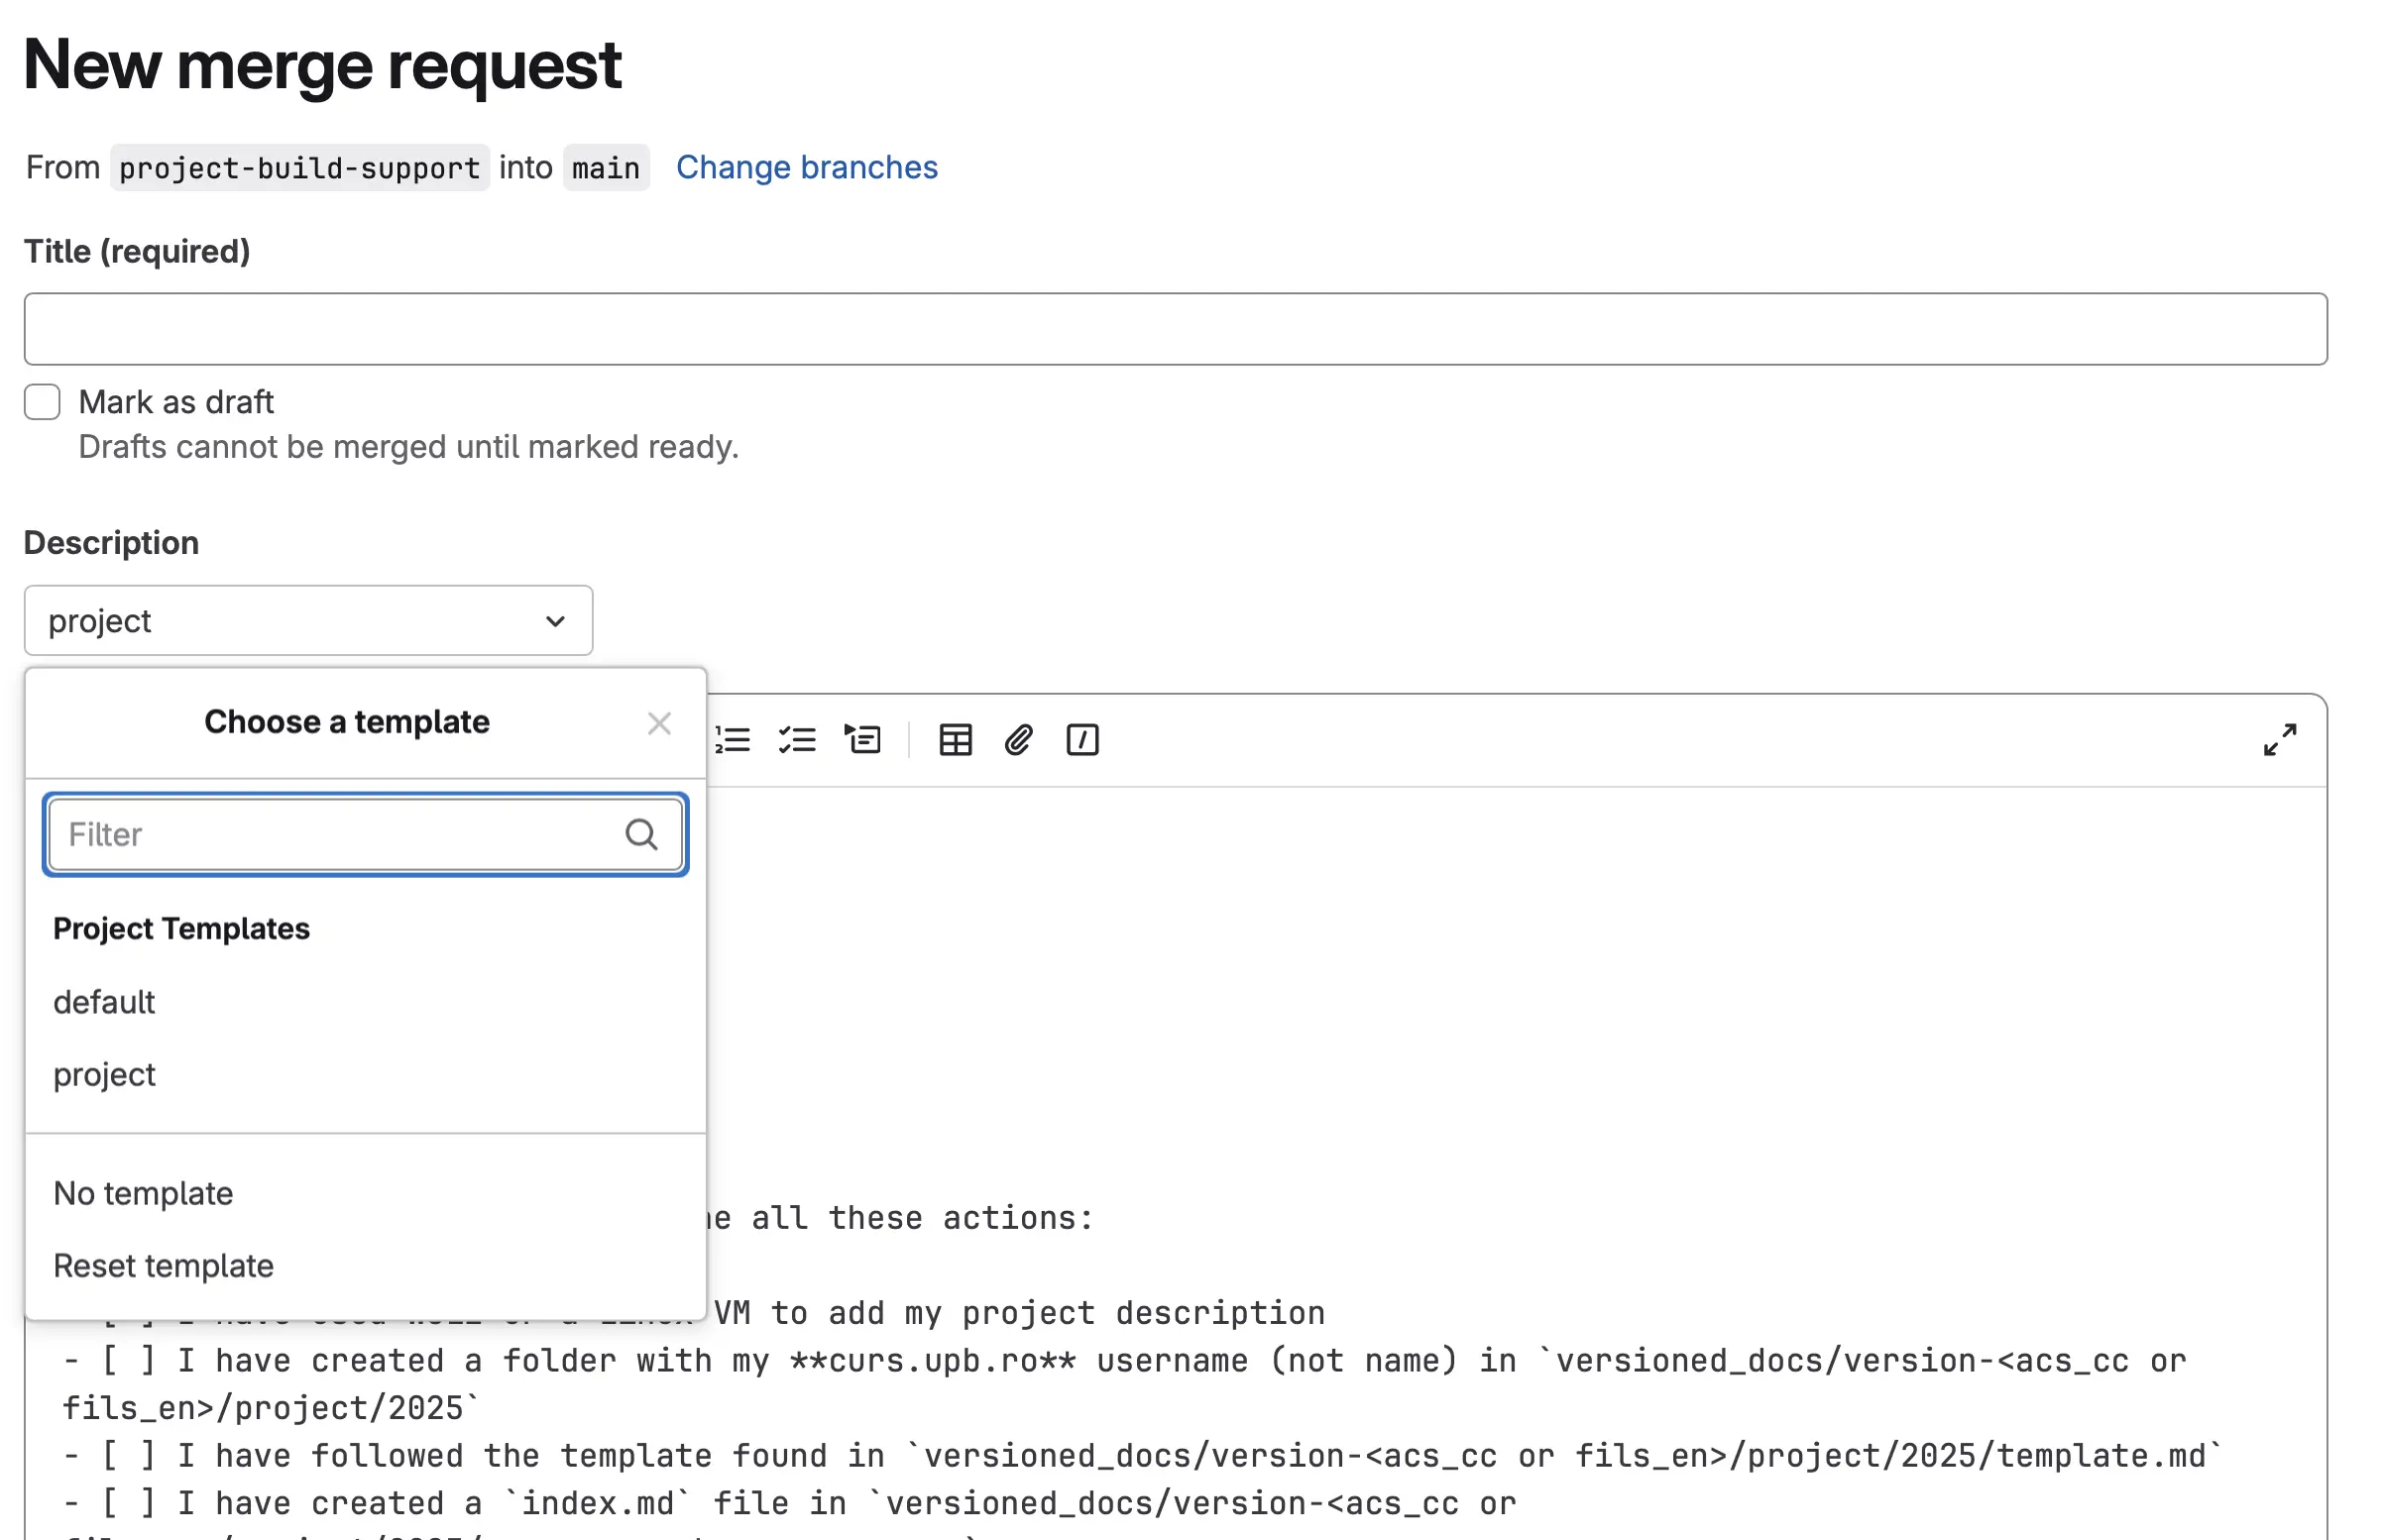 New merge request
From project-build-support into main Change branches
Title (required)
Mark as draft
Drafts cannot be merged until marked ready.
Description
project
Choose a template
Filter
Project Templates
default
project
No template
Reset template
all these actions:
VM to add my project description
- [ ] I have created a folder with my **curs.upb.ro** username (not name) in `versioned_docs/version-<acs_cc or
fils_en>/project/2025`
- [ ] I have followed the template found in `versioned_docs/version-<acs_cc or fils_en>/project/2025/template.md`
- [ ] I have created a `index.md` file in `versioned_docs/version-<acs_cc or